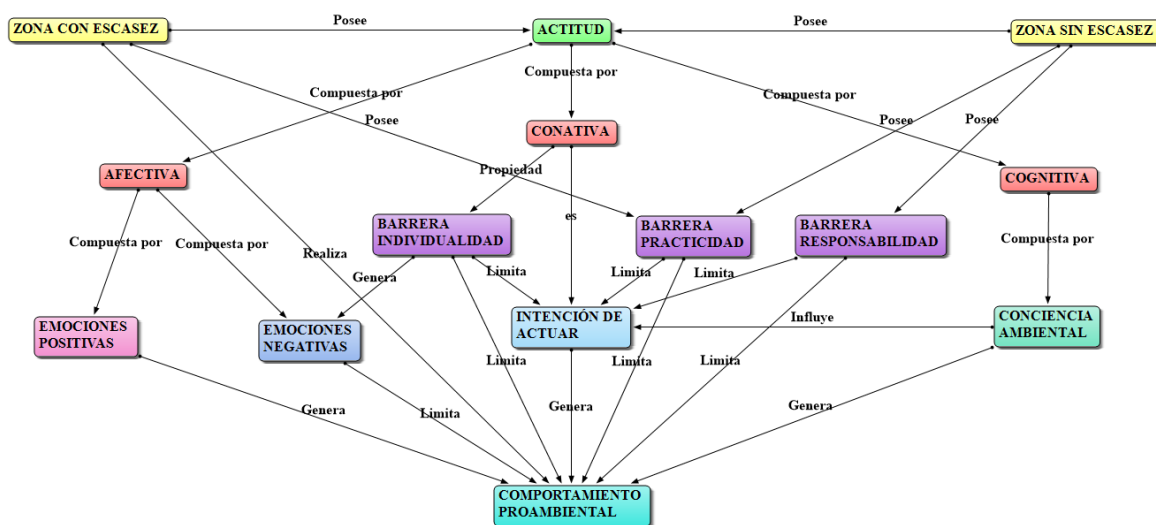 ZONA CON ESCASEZ
Posee
ACTITUD
Posee
ZONA SIN ESCASEZ
Compuesta por
Compuesta por
Compuesta por
Posee
Posee
Posee
CONATIVA
AFECTIVA
Propiedad
COGNITIVA
BARRERA
INDIVIDUALIDAD
es
BARRERA
PRACTICIDAD
BARRERA
RESPONSABILIDAD
Compuesta por
Compuesta por
Realiza
Compuesta por
Genera
Limita
Limita
Limita
EMOCIONES
POSITIVAS
EMOCIONES
NEGATIVAS
INTENCIÓN DE
ACTUAR
Influye
CONCIENCIA
AMBIENTAL
Limita
Limita
Limita
Genera
Limita
Genera
Genera
COMPORTAMIENTO
PROAMBIENTAL